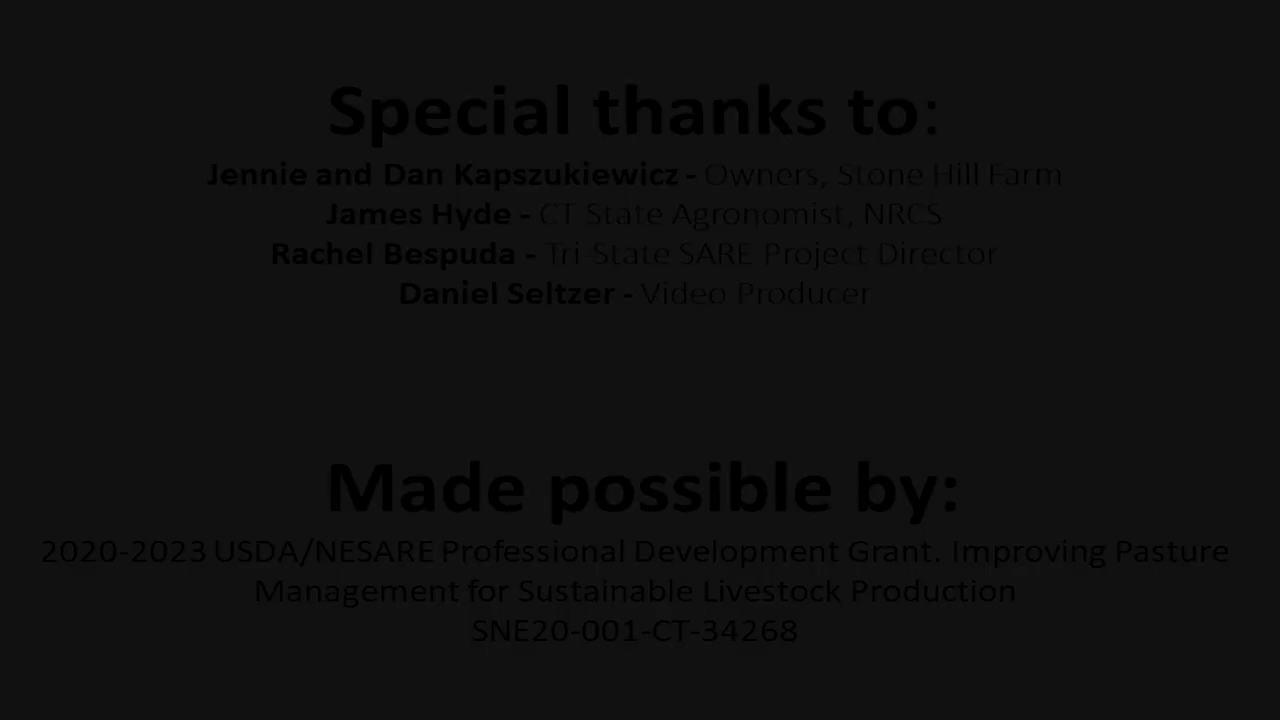 Special thanks to:
Jennie and Dan Kapszukiewicz - Owners, Stone Hill Farm
James Hyde - CT State Agronomist, NRCS
Rachel Bespuda - Tri-State SARE Project Director
Daniel Seltzer - Video Producer
Made possible by:
2020-2023 USDA/NESARE Professional Development Grant. Improving Pasture
Management for Sustainable Livestock Production
SNE20-001-CT-34268